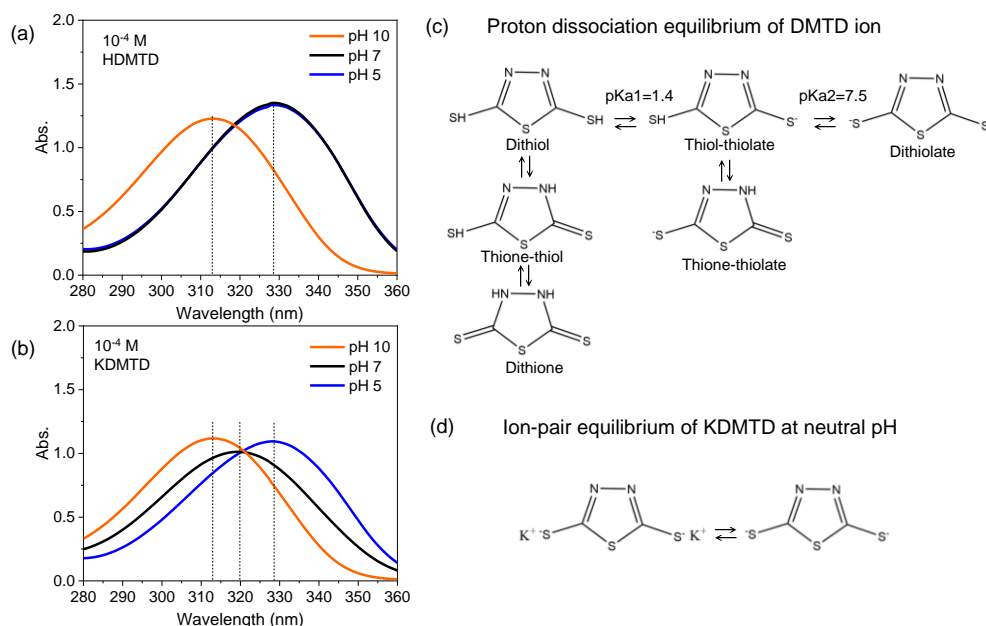 (a)
10⁻⁴ M
HDMTD
pH 10
pH 7
pH 5
Abs.
2.0
1.5
1.0
0.5
0.0
280 290 300 310 320 330 340 350 360
Wavelength (nm)
(b)
10⁻⁴ M
KDMTD
pH 10
pH 7
pH 5
Abs.
2.0
1.5
1.0
0.5
0.0
280 290 300 310 320 330 340 350 360
Wavelength (nm)
(c) Proton dissociation equilibrium of DMTD ion
N N
SH S SH
Dithiol
pKa1=1.4
N N
SH S S⁻
Thiol-thiolate
pKa2=7.5
N N
⁻S S S
Dithiolate
N NH
SH S S
Thione-thiol
N NH
⁻S S S
Thione-thiolate
HN NH
S S S
Dithione
(d) Ion-pair equilibrium of KDMTD at neutral pH
N N
K⁺ ⁻S S S⁻ K⁺
N N
⁻S S S⁻